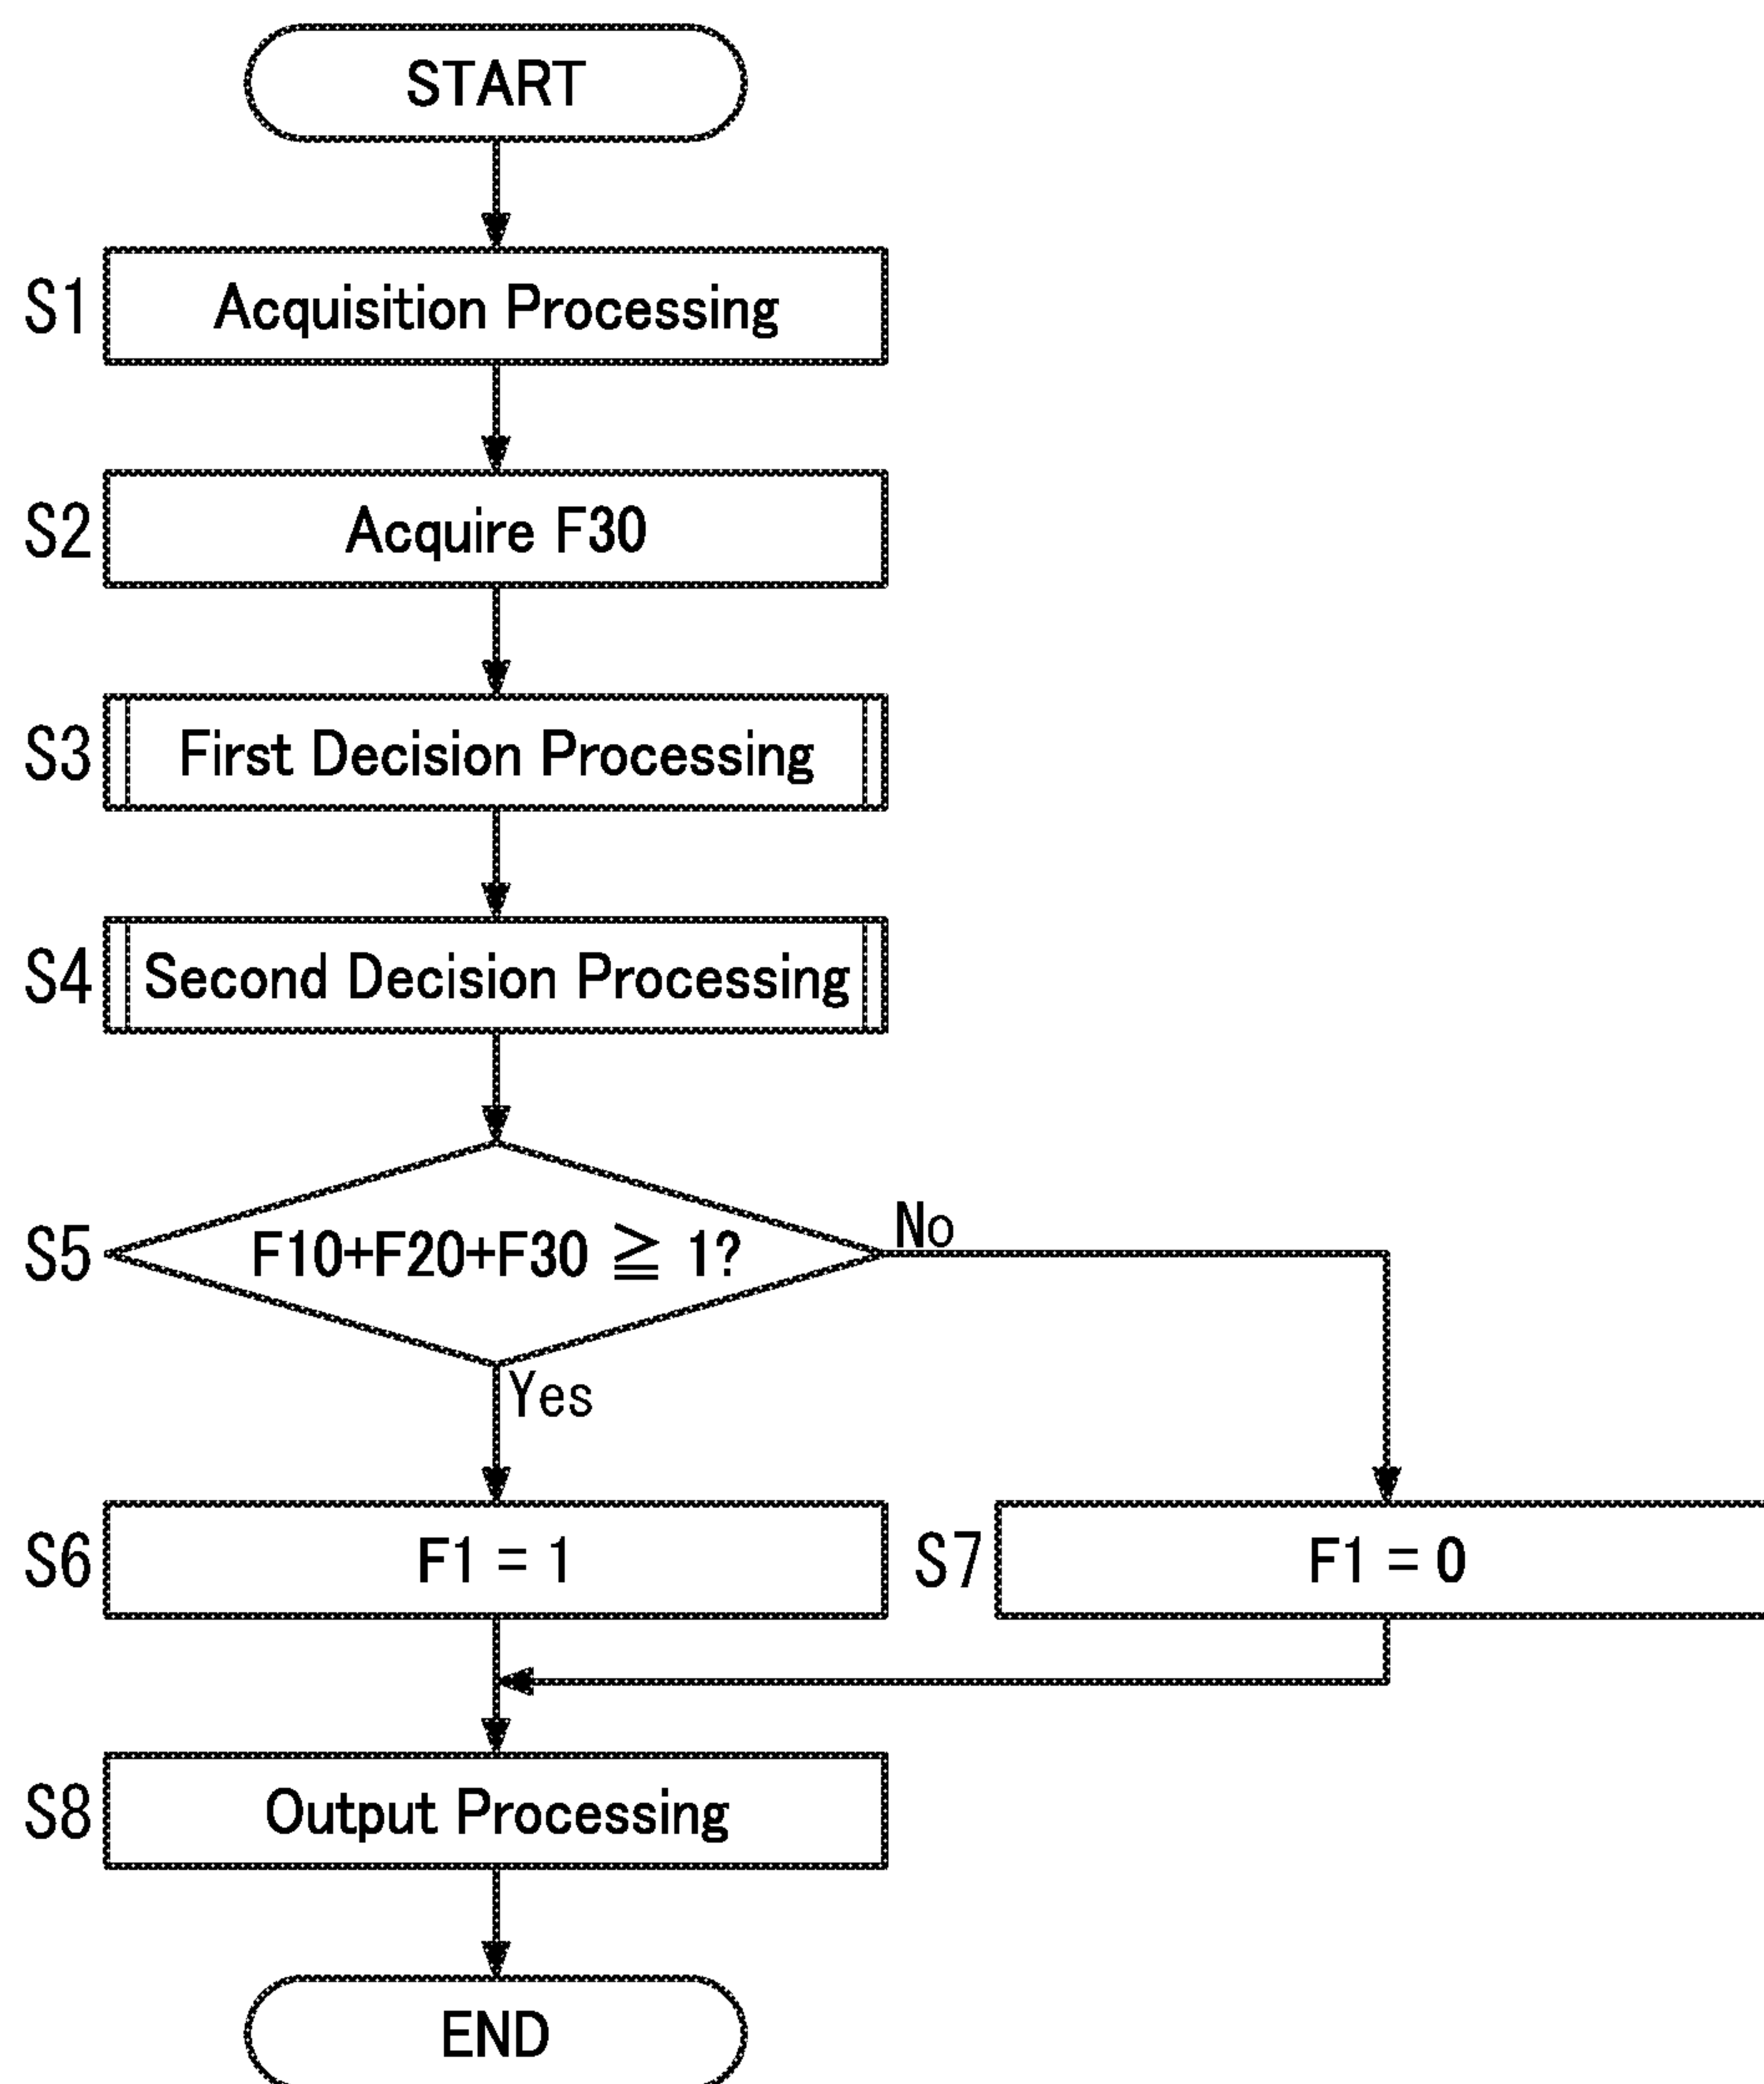 START
S1 Acquisition Processing
S2 Acquire F30
S3 First Decision Processing
S4 Second Decision Processing
S5 F10+F20+F30 ≧ 1? No
Yes
S6 F1 = 1 S7 F1 = 0
S8 Output Processing
END